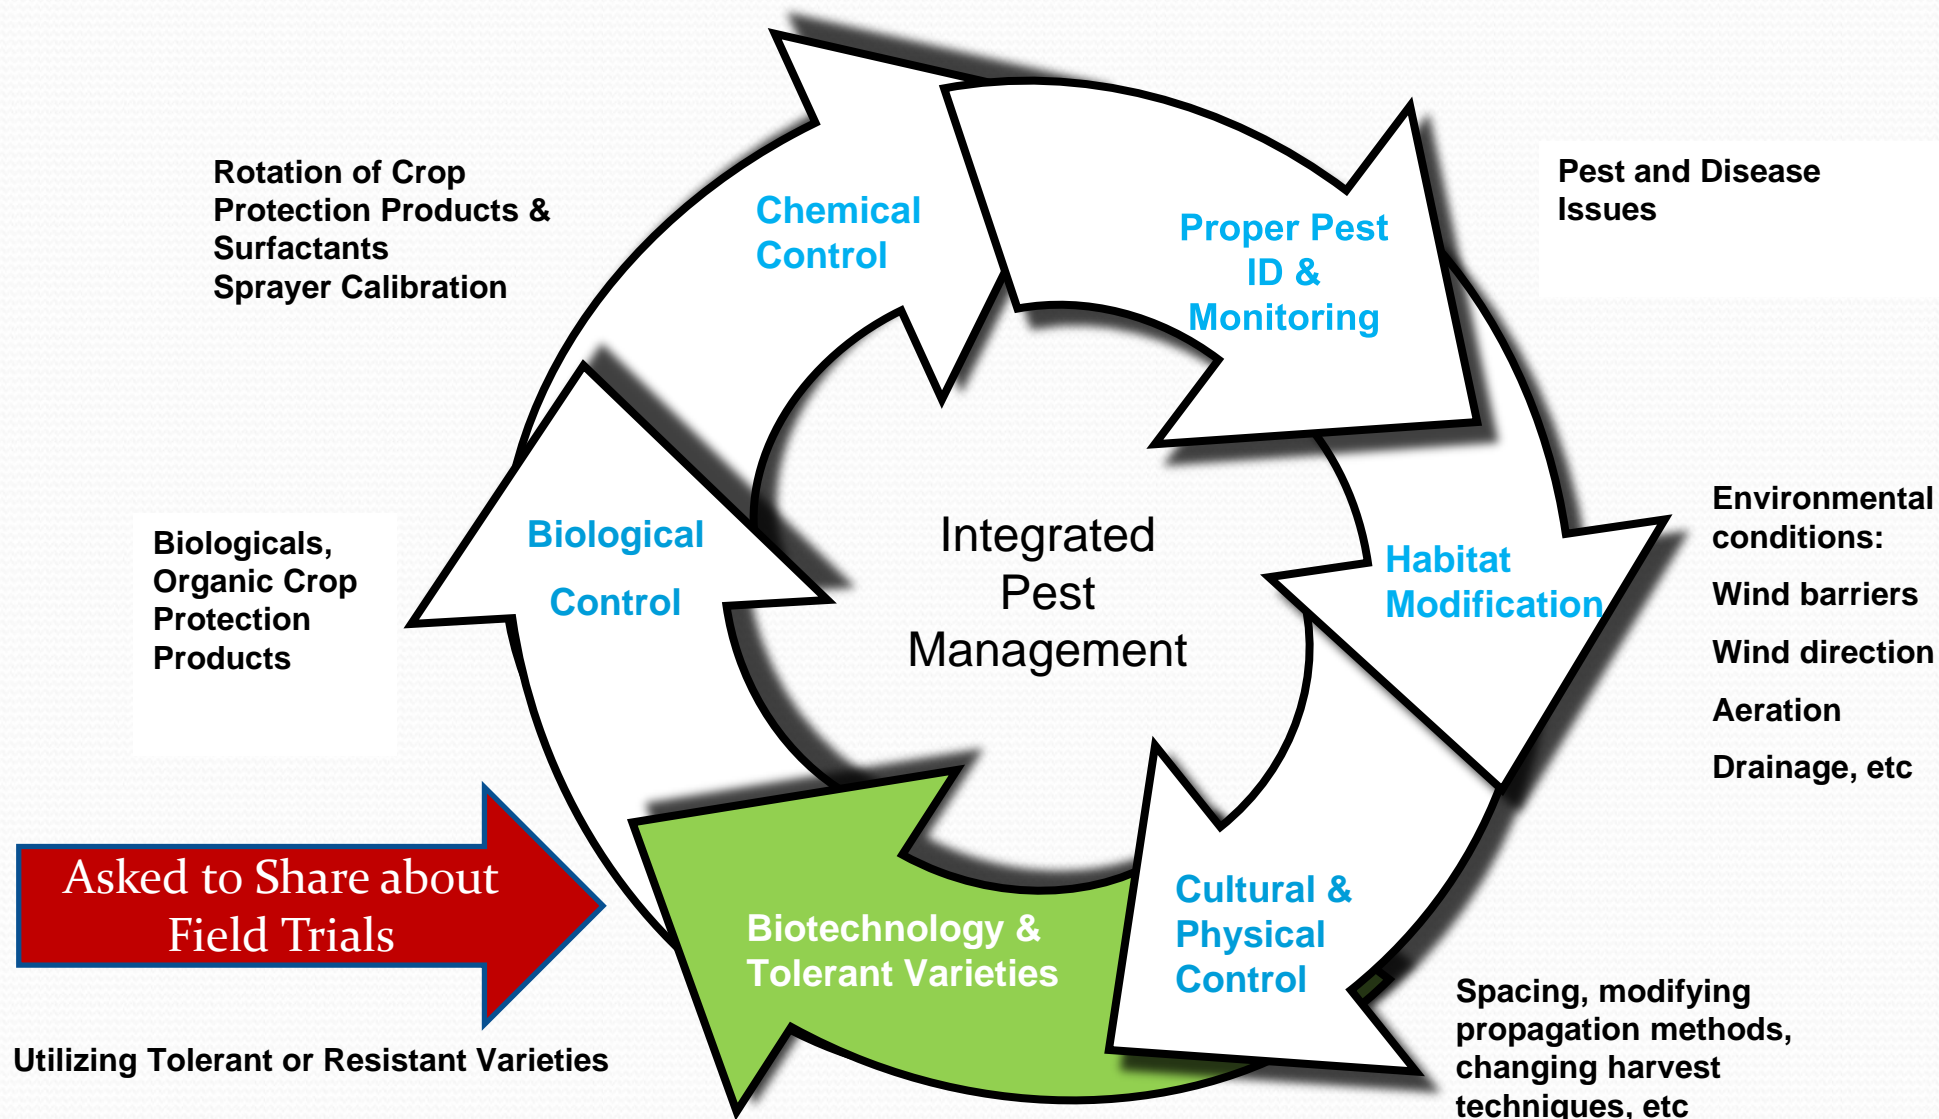 Rotation of Crop
Protection Products &
Surfactants
Sprayer Calibration
Chemical
Control
Proper Pest
ID &
Monitoring
Pest and Disease
Issues
Biologicals,
Organic Crop
Protection
Products
Biological
Control
Integrated
Pest
Management
Habitat
Modification
Environmental
conditions:
Wind barriers
Wind direction
Aeration
Drainage, etc
Asked to Share about
Field Trials
Utilizing Tolerant or Resistant Varieties
Biotechnology &
Tolerant Varieties
Cultural &
Physical
Control
Spacing, modifying
propagation methods,
changing harvest
techniques, etc